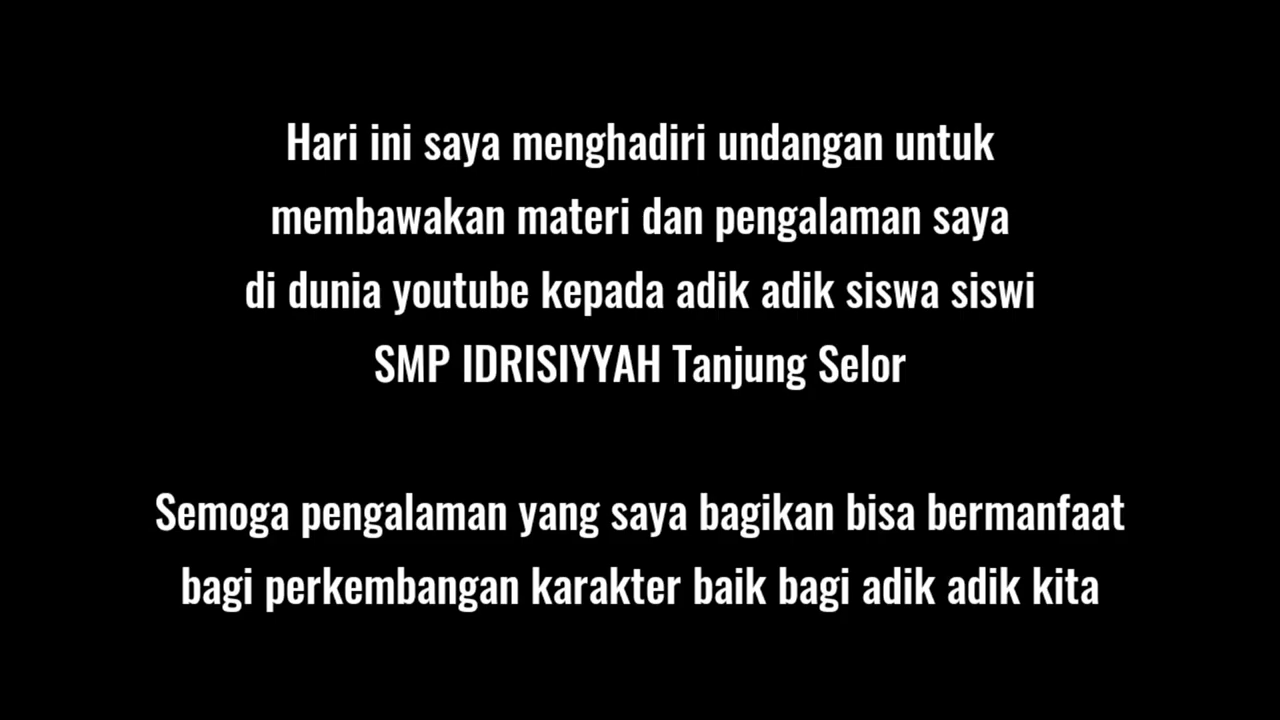 Hari ini saya menghadiri undangan untuk
membawakan materi dan pengalaman saya
di dunia youtube kepada adik adik siswa siswi
SMP IDRISIYYAH Tanjung Selor
Semoga pengalaman yang saya bagikan bisa bermanfaat
bagi perkembangan karakter baik bagi adik adik kita